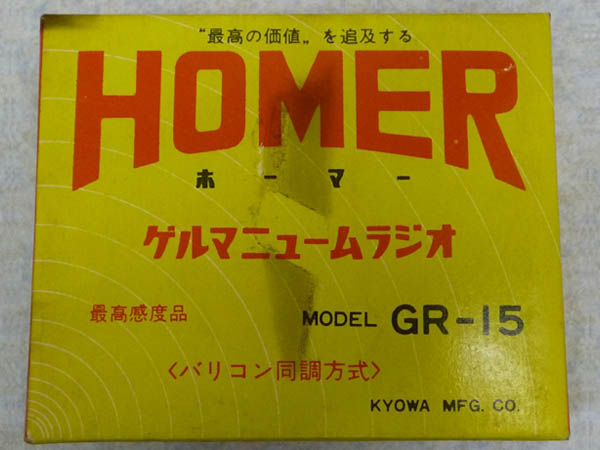 “最高の価値„を追及する
HOMER
ホーマー
ゲルマニュームラジオ
最高感度品
MODEL GR-15
〈バリコン同調方式〉
KYOWA MFG. CO.